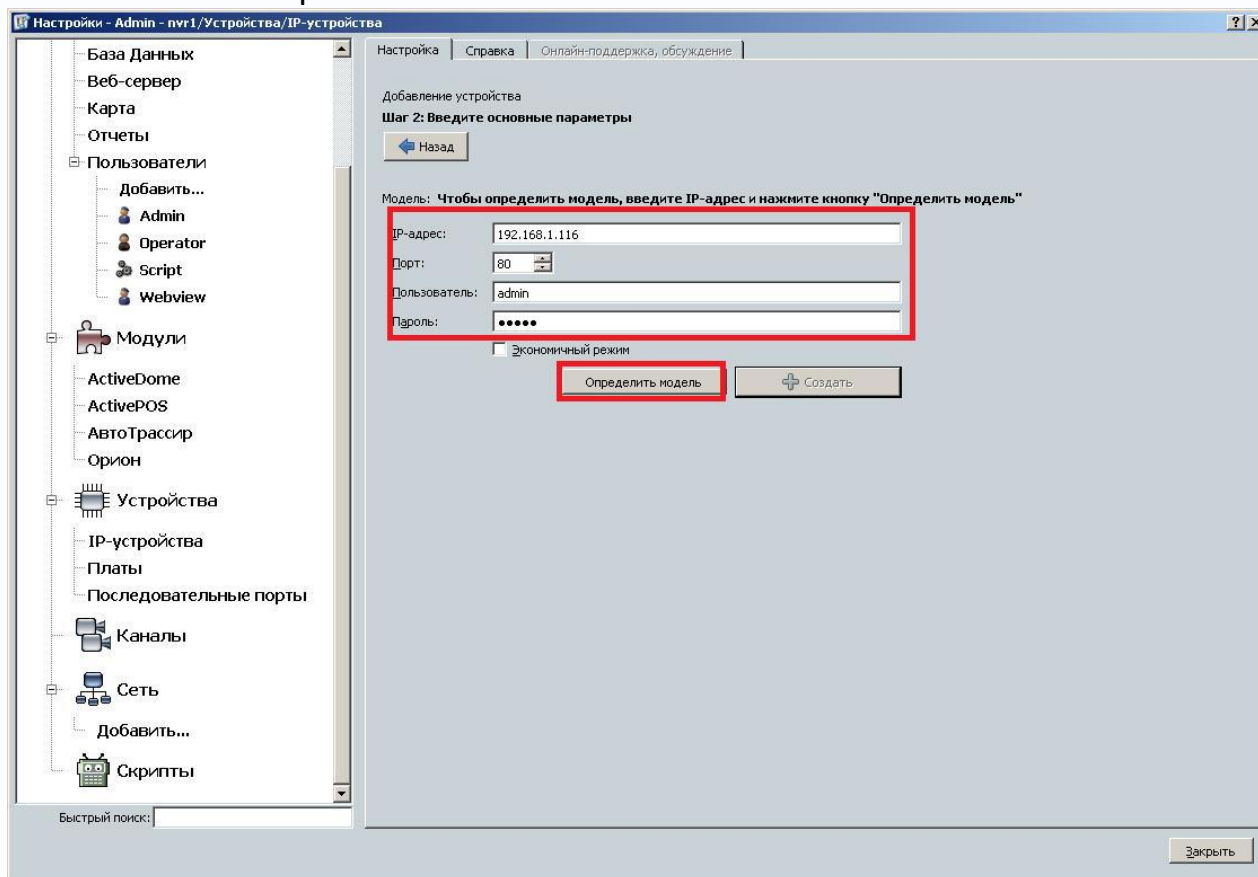 Настройки - Admin - nvr1/Устройства/IP-устройства
База Данных
Веб-сервер
Карта
Отчеты
Пользователи
Добавить...
Admin
Operator
Script
Webview
Модули
ActiveDome
ActivePOS
АвтоТрассир
Орион
Устройства
IP-устройства
Платы
Последовательные порты
Каналы
Сеть
Добавить...
Скрипты
Быстрый поиск:
Настройка Справка Онлайн-поддержка, обсуждение
Добавление устройства
Шаг 2: Введите основные параметры
Назад
Модель: Чтобы определить модель, введите IP-адрес и нажмите кнопку "Определить модель"
IP-адрес: 192.168.1.116
Порт: 80
Пользователь: admin
Пароль: ●●●●●
Экономичный режим
Определить модель Создать
Закрыть